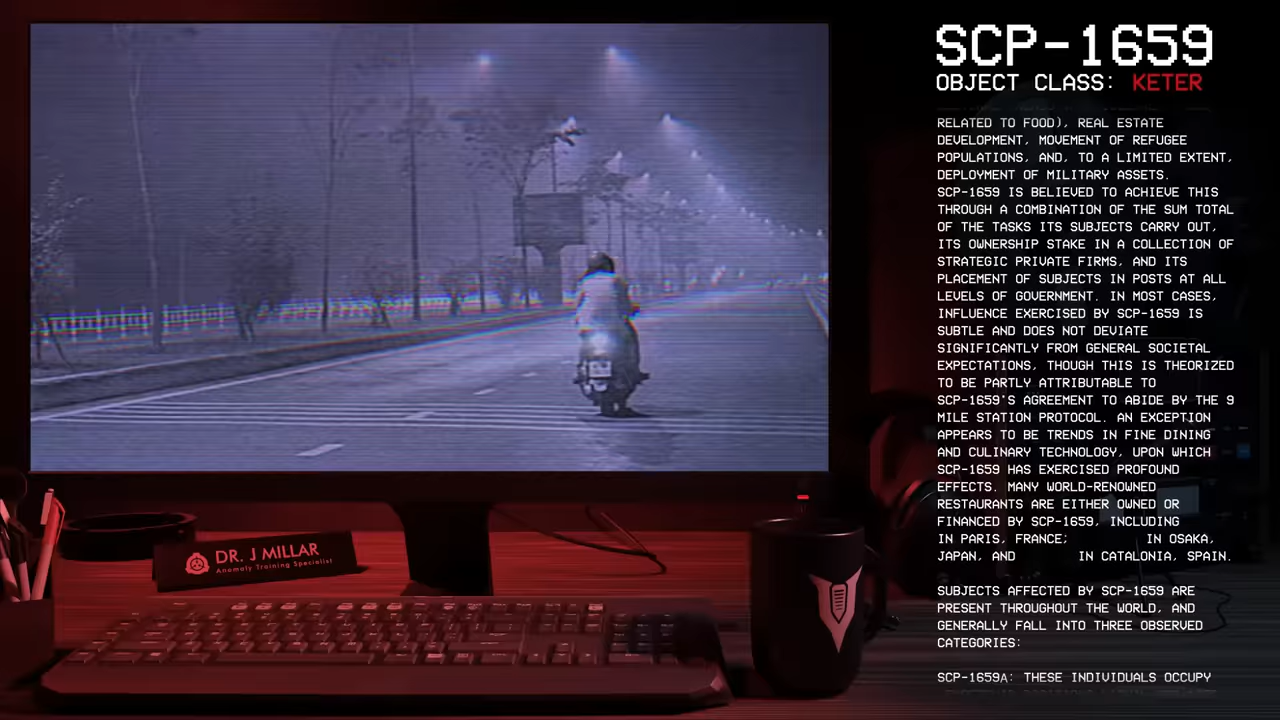 SCP-1659
OBJECT CLASS: KETER
RELATED TO FOOD), REAL ESTATE
DEVELOPMENT, MOVEMENT OF REFUGEE
POPULATIONS, AND, TO A LIMITED EXTENT,
DEPLOYMENT OF MILITARY ASSETS.
SCP-1659 IS BELIEVED TO ACHIEVE THIS
THROUGH A COMBINATION OF THE SUM TOTAL
OF THE TASKS ITS SUBJECTS CARRY OUT,
ITS OWNERSHIP STAKE IN A COLLECTION OF
STRATEGIC PRIVATE FIRMS, AND ITS
PLACEMENT OF SUBJECTS IN POSTS AT ALL
LEVELS OF GOVERNMENT. IN MOST CASES,
INFLUENCE EXERCISED BY SCP-1659 IS
SUBTLE AND DOES NOT DEVIATE
SIGNIFICANTLY FROM GENERAL SOCIETAL
EXPECTATIONS, THOUGH THIS IS THEORIZED
TO BE PARTLY ATTRIBUTABLE TO
SCP-1659'S AGREEMENT TO ABIDE BY THE 9
MILE STATION PROTOCOL. AN EXCEPTION
APPEARS TO BE TRENDS IN FINE DINING
AND CULINARY TECHNOLOGY, UPON WHICH
SCP-1659 HAS EXERCISED PROFOUND
EFFECTS. MANY WORLD-RENOWNED
RESTAURANTS ARE EITHER OWNED OR
FINANCED BY SCP-1659, INCLUDING
IN PARIS, FRANCE; IN OSAKA,
JAPAN, AND IN CATALONIA, SPAIN.
SUBJECTS AFFECTED BY SCP-1659 ARE
PRESENT THROUGHOUT THE WORLD, AND
GENERALLY FALL INTO THREE OBSERVED
CATEGORIES:
SCP-1659A: THESE INDIVIDUALS OCCUPY
DR. J MILLAR
Anomaly Training Specialist